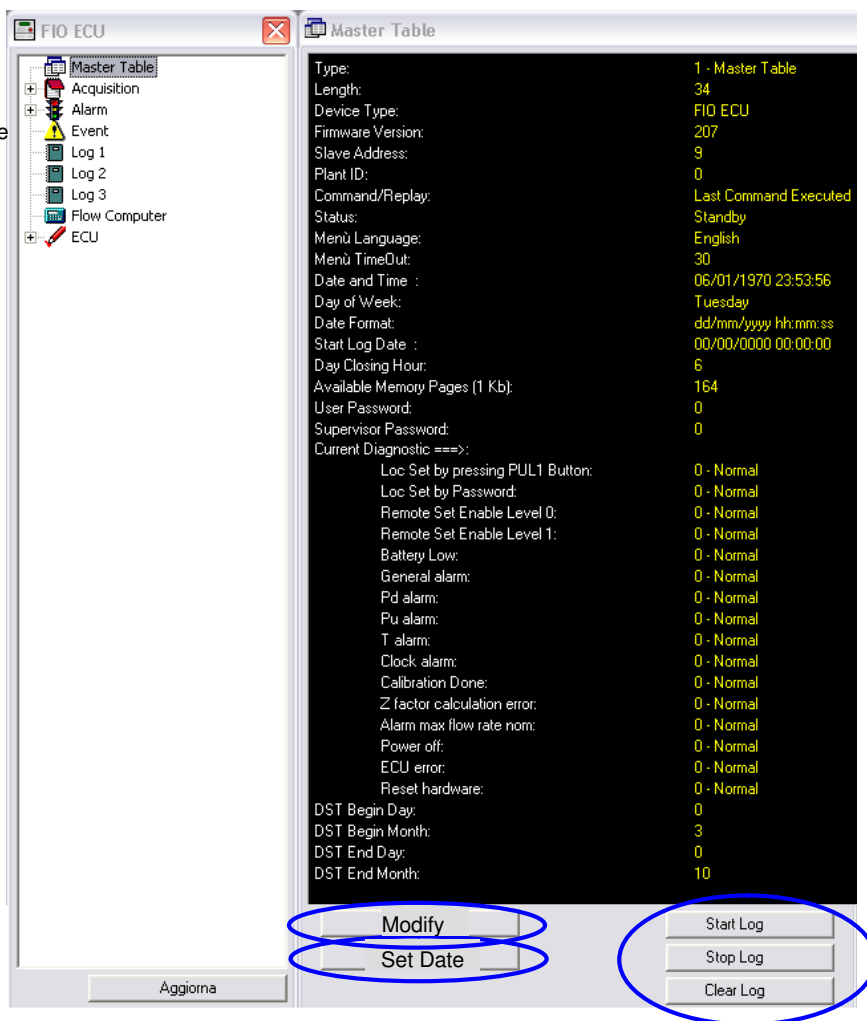 FIO ECU
Master Table
Acquisition
Alarm
e
Event
Log 1
Log 2
Log 3
Flow Computer
ECU
Aggiorna
Master Table
Type: 1 - Master Table
Length: 34
Device Type: FIO ECU
Firmware Version: 207
Slave Address: 9
Plant ID: 0
Command/Replay: Last Command Executed
Status: Standby
Menù Language: English
Menù TimeOut: 30
Date and Time : 06/01/1970 23:53:56
Day of Week: Tuesday
Date Format: dd/mm/yyyy hh:mm:ss
Start Log Date : 00/00/0000 00:00:00
Day Closing Hour: 6
Available Memory Pages (1 Kb): 164
User Password: 0
Supervisor Password: 0
Current Diagnostic ===>:
Loc Set by pressing PUL1 Button: 0 - Normal
Loc Set by Password: 0 - Normal
Remote Set Enable Level 0: 0 - Normal
Remote Set Enable Level 1: 0 - Normal
Battery Low: 0 - Normal
General alarm: 0 - Normal
Pd alarm: 0 - Normal
Pu alarm: 0 - Normal
T alarm: 0 - Normal
Clock alarm: 0 - Normal
Calibration Done: 0 - Normal
Z factor calculation error: 0 - Normal
Alarm max flow rate nom: 0 - Normal
Power off: 0 - Normal
ECU error: 0 - Normal
Reset hardware: 0 - Normal
DST Begin Day: 0
DST Begin Month: 3
DST End Day: 0
DST End Month: 10
Modify
Set Date
Start Log
Stop Log
Clear Log